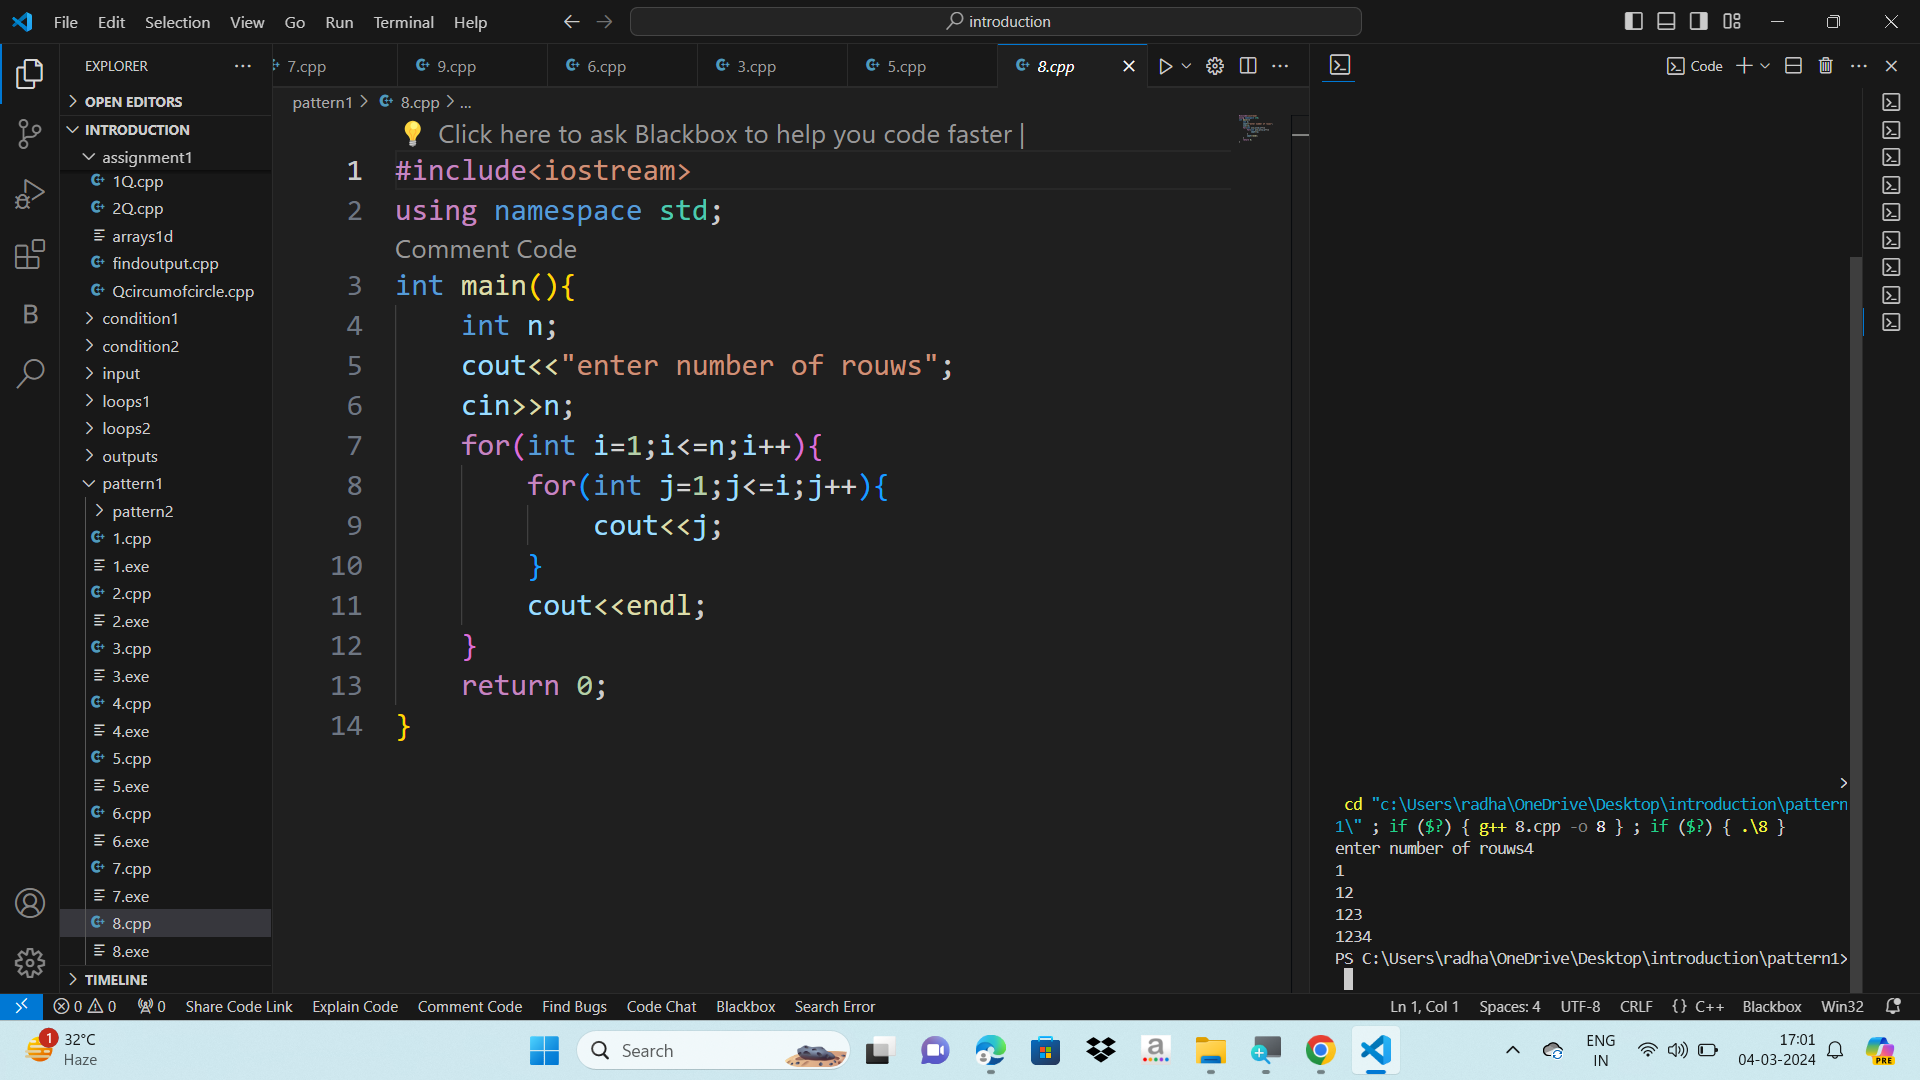 File Edit Selection View Go Run Terminal Help
introduction
EXPLORER
7.cpp
9.cpp
6.cpp
3.cpp
5.cpp
8.cpp
Code
OPEN EDITORS
INTRODUCTION
assignment1
1Q.cpp
2Q.cpp
arrays1d
findoutput.cpp
Qcircumofcircle.cpp
condition1
condition2
input
loops1
loops2
outputs
pattern1
pattern2
1.cpp
1.exe
2.cpp
2.exe
3.cpp
3.exe
4.cpp
4.exe
5.cpp
5.exe
6.cpp
6.exe
7.cpp
7.exe
8.cpp
8.exe
TIMELINE
pattern1 > 8.cpp > ...
Click here to ask Blackbox to help you code faster |
1 #include<iostream>
2 using namespace std;
Comment Code
3 int main(){
4 int n;
5 cout<<"enter number of rouws";
6 cin>>n;
7 for(int i=1;i<=n;i++){
8 for(int j=1;j<=i;j++){
9 cout<<j;
10 }
11 cout<<endl;
12 }
13 return 0;
14 }
>
cd "c:\Users\radha\OneDrive\Desktop\introduction\pattern
1\" ; if ($?) { g++ 8.cpp -o 8 } ; if ($?) { .\8 }
enter number of rouws4
1
12
123
1234
PS C:\Users\radha\OneDrive\Desktop\introduction\pattern1>
0 0 0 Share Code Link Explain Code Comment Code Find Bugs Code Chat Blackbox Search Error
Ln 1, Col 1 Spaces: 4 UTF-8 CRLF {} C++ Blackbox Win32
1
32°C
Haze
Search
a
ENG
IN
17:01
04-03-2024
PRE